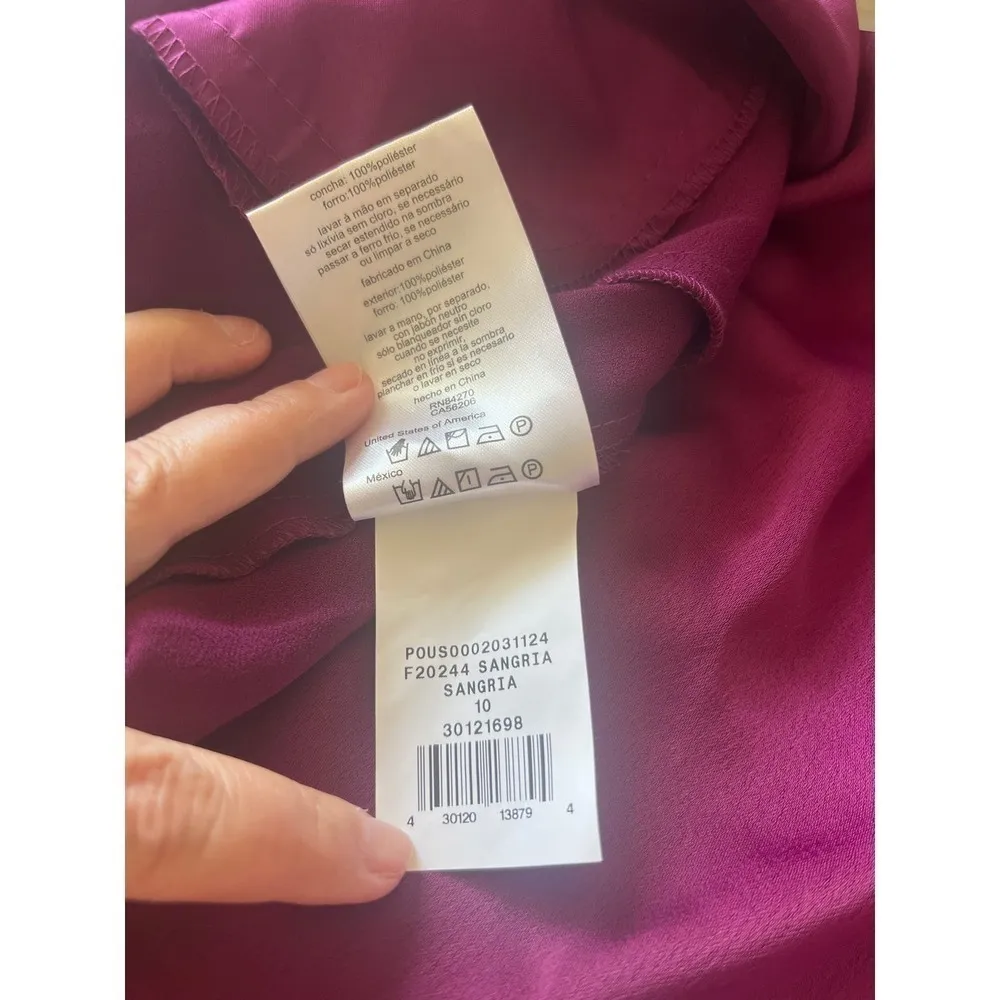 concha: 100%poliéster
forro:100%poliéster
lavar à mão em separado
só lixívia sem cloro, se necessário
secar estendido na sombra
passar a ferro frio, se necessário
ou limpar a seco
fabricado em China
exterior:100%poliéster
forro: 100%poliéster
lavar a mano, por separado,
con jabón neutro
sólo blanqueador sin cloro
cuando se necesite
no exprimir,
secado en línea a la sombra
planchar en frío si es necesario
o lavar en seco
hecho en China
RN84270
CA56206
United States of America
P
México
1 P
POUS0002031124
F20244 SANGRIA
SANGRIA
10
30121698
4 30120 13879 4